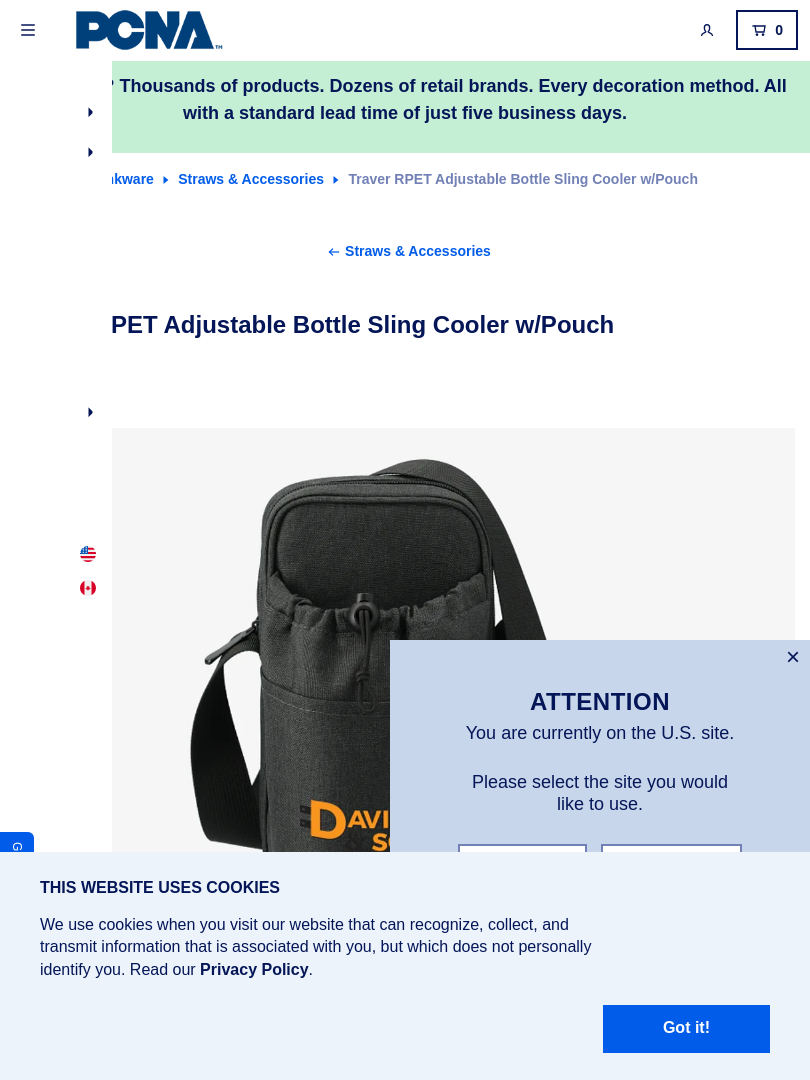 PCNA™
0
? Thousands of products. Dozens of retail brands. Every decoration method. All
with a standard lead time of just five business days.
kware Straws & Accessories Traver RPET Adjustable Bottle Sling Cooler w/Pouch
Straws & Accessories
PET Adjustable Bottle Sling Cooler w/Pouch
DAVI
ATTENTION
You are currently on the U.S. site.
Please select the site you would
like to use.
G
THIS WEBSITE USES COOKIES
We use cookies when you visit our website that can recognize, collect, and
transmit information that is associated with you, but which does not personally
identify you. Read our Privacy Policy.
Got it!